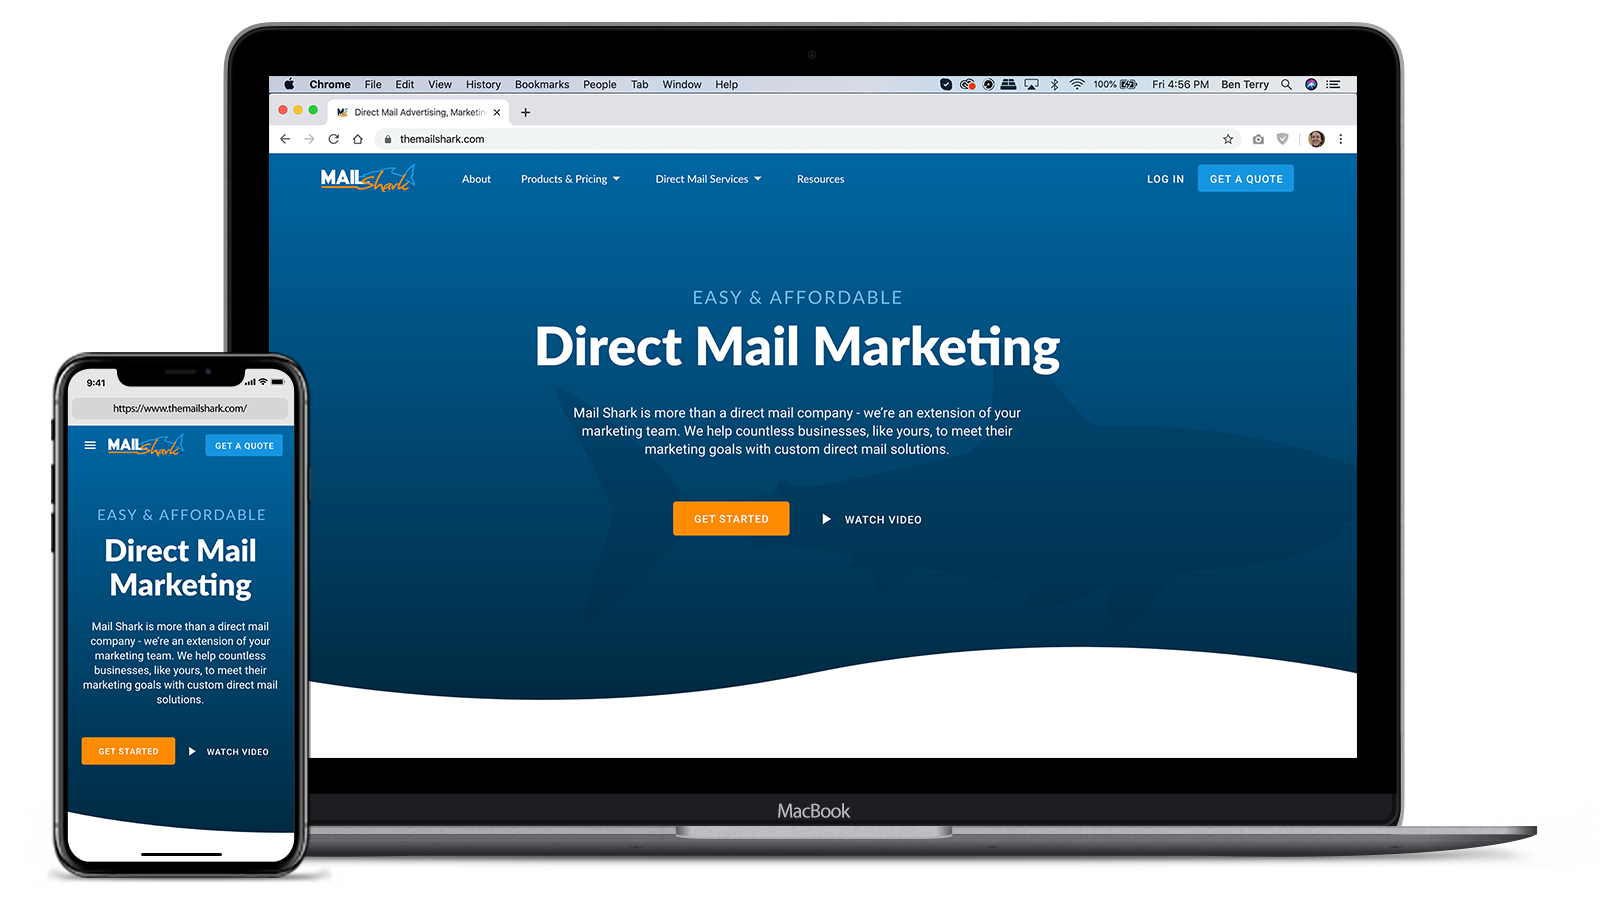 Chrome File Edit View History Bookmarks People Tab Window Help 100% Fri 4:56 PM Ben Terry
Direct Mail Advertising, Marketin
themailshark.com
MAIL Shark About Products & Pricing Direct Mail Services Resources LOG IN GET A QUOTE
EASY & AFFORDABLE
Direct Mail Marketing
Mail Shark is more than a direct mail company - we're an extension of your
marketing team. We help countless businesses, like yours, to meet their
marketing goals with custom direct mail solutions.
GET STARTED WATCH VIDEO
MacBook
9:41
https://www.themailshark.com/
MAIL Shark GET A QUOTE
EASY & AFFORDABLE
Direct Mail
Marketing
Mail Shark is more than a direct mail
company - we're an extension of your
marketing team. We help countless
businesses, like yours, to meet their
marketing goals with custom direct mail
solutions.
GET STARTED WATCH VIDEO